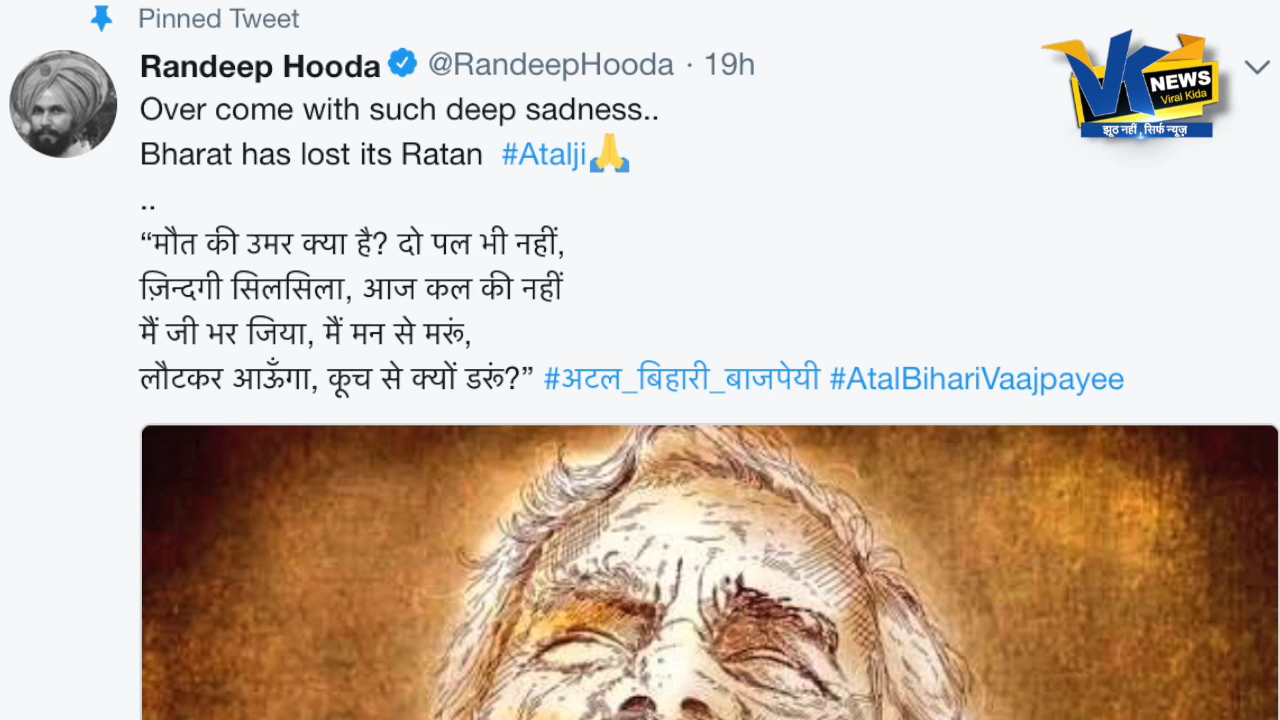 Pinned Tweet
Randeep Hooda @RandeepHooda · 19h
Over come with such deep sadness..
Bharat has lost its Ratan #Atalji🙏
..
“मौत की उमर क्या है? दो पल भी नहीं,
ज़िन्दगी सिलसिला, आज कल की नहीं
मैं जी भर जिया, मैं मन से मरूं,
लौटकर आऊँगा, कूच से क्यों डरूं?” #अटल_बिहारी_बाजपेयी #AtalBihariVaajpayee
VK NEWS
Viral Kida
झूठ नहीं, सिर्फ न्यूज़